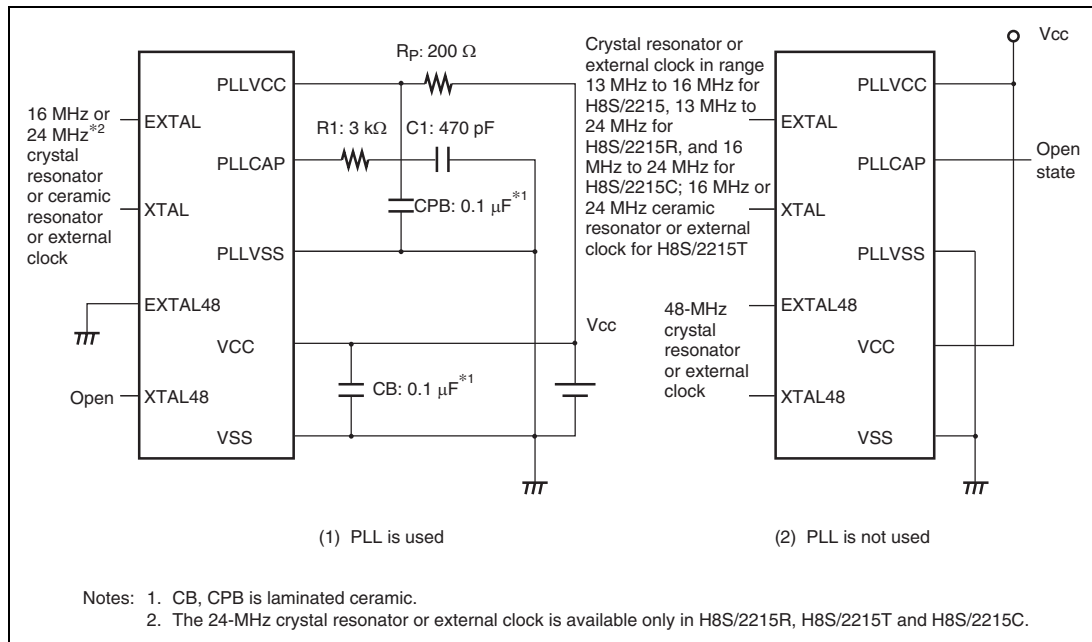 RP: 200 Ω
PLLVCC
16 MHz or
24 MHz*2
crystal
resonator
or ceramic
resonator
or external
clock
EXTAL
R1: 3 kΩ
C1: 470 pF
PLLCAP
XTAL
CPB: 0.1 μF*1
PLLVSS
EXTAL48
Vcc
VCC
CB: 0.1 μF*1
Open
XTAL48
VSS
(1) PLL is used
Crystal resonator or
external clock in range
13 MHz to 16 MHz for
H8S/2215, 13 MHz to
24 MHz for
H8S/2215R, and 16
MHz to 24 MHz for
H8S/2215C; 16 MHz or
24 MHz ceramic
resonator or external
clock for H8S/2215T
Vcc
PLLVCC
EXTAL
PLLCAP
Open
state
XTAL
PLLVSS
48-MHz
crystal
resonator
or external
clock
EXTAL48
VCC
XTAL48
VSS
(2) PLL is not used
Notes: 1. CB, CPB is laminated ceramic.
2. The 24-MHz crystal resonator or external clock is available only in H8S/2215R, H8S/2215T and H8S/2215C.